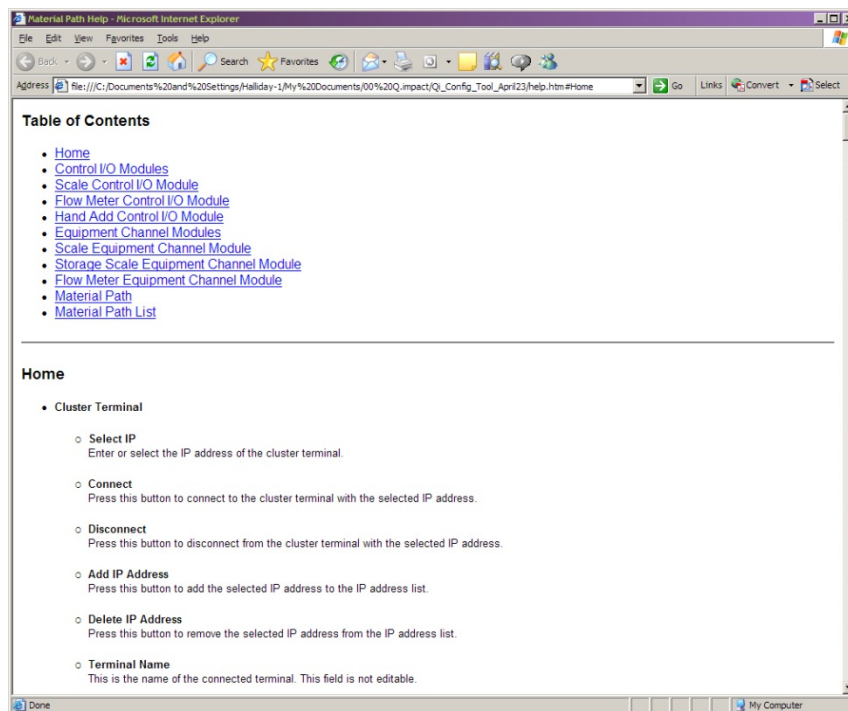 Material Path Help - Microsoft Internet Explorer
File Edit View Favorites Tools Help
Back Search Favorites
Address file:///C:/Documents%20and%20Settings/Halliday-1/My%20Documents/00%20Q.impact/Qi_Config_Tool_April23/help.htm#Home Go Links Convert Select
Table of Contents
Home
Control I/O Modules
Scale Control I/O Module
Flow Meter Control I/O Module
Hand Add Control I/O Module
Equipment Channel Modules
Scale Equipment Channel Module
Storage Scale Equipment Channel Module
Flow Meter Equipment Channel Module
Material Path
Material Path List
Home
Cluster Terminal
Select IP
Enter or select the IP address of the cluster terminal.
Connect
Press this button to connect to the cluster terminal with the selected IP address.
Disconnect
Press this button to disconnect from the cluster terminal with the selected IP address.
Add IP Address
Press this button to add the selected IP address to the IP address list.
Delete IP Address
Press this button to remove the selected IP address from the IP address list.
Terminal Name
This is the name of the connected terminal. This field is not editable.
Done My Computer